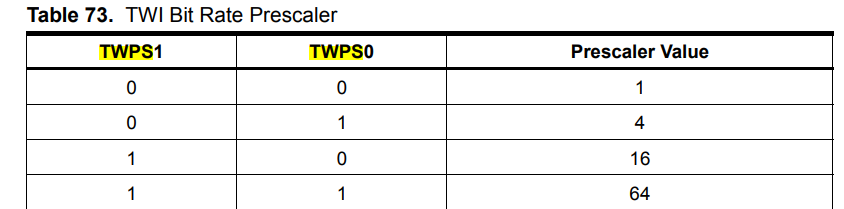 Table 73. TWI Bit Rate Prescaler
TWPS1 TWPS0 Prescaler Value
0 0 1
0 1 4
1 0 16
1 1 64